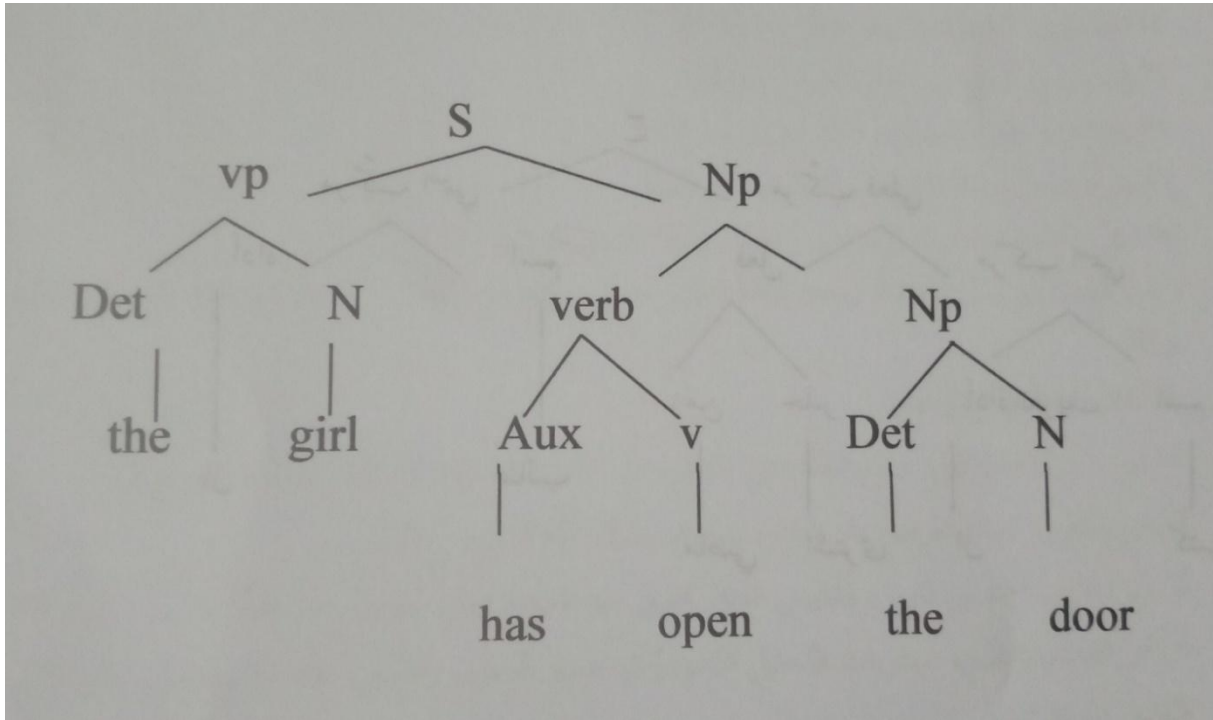 S
vp Np
Det N verb Np
the girl Aux v Det N
has open the door